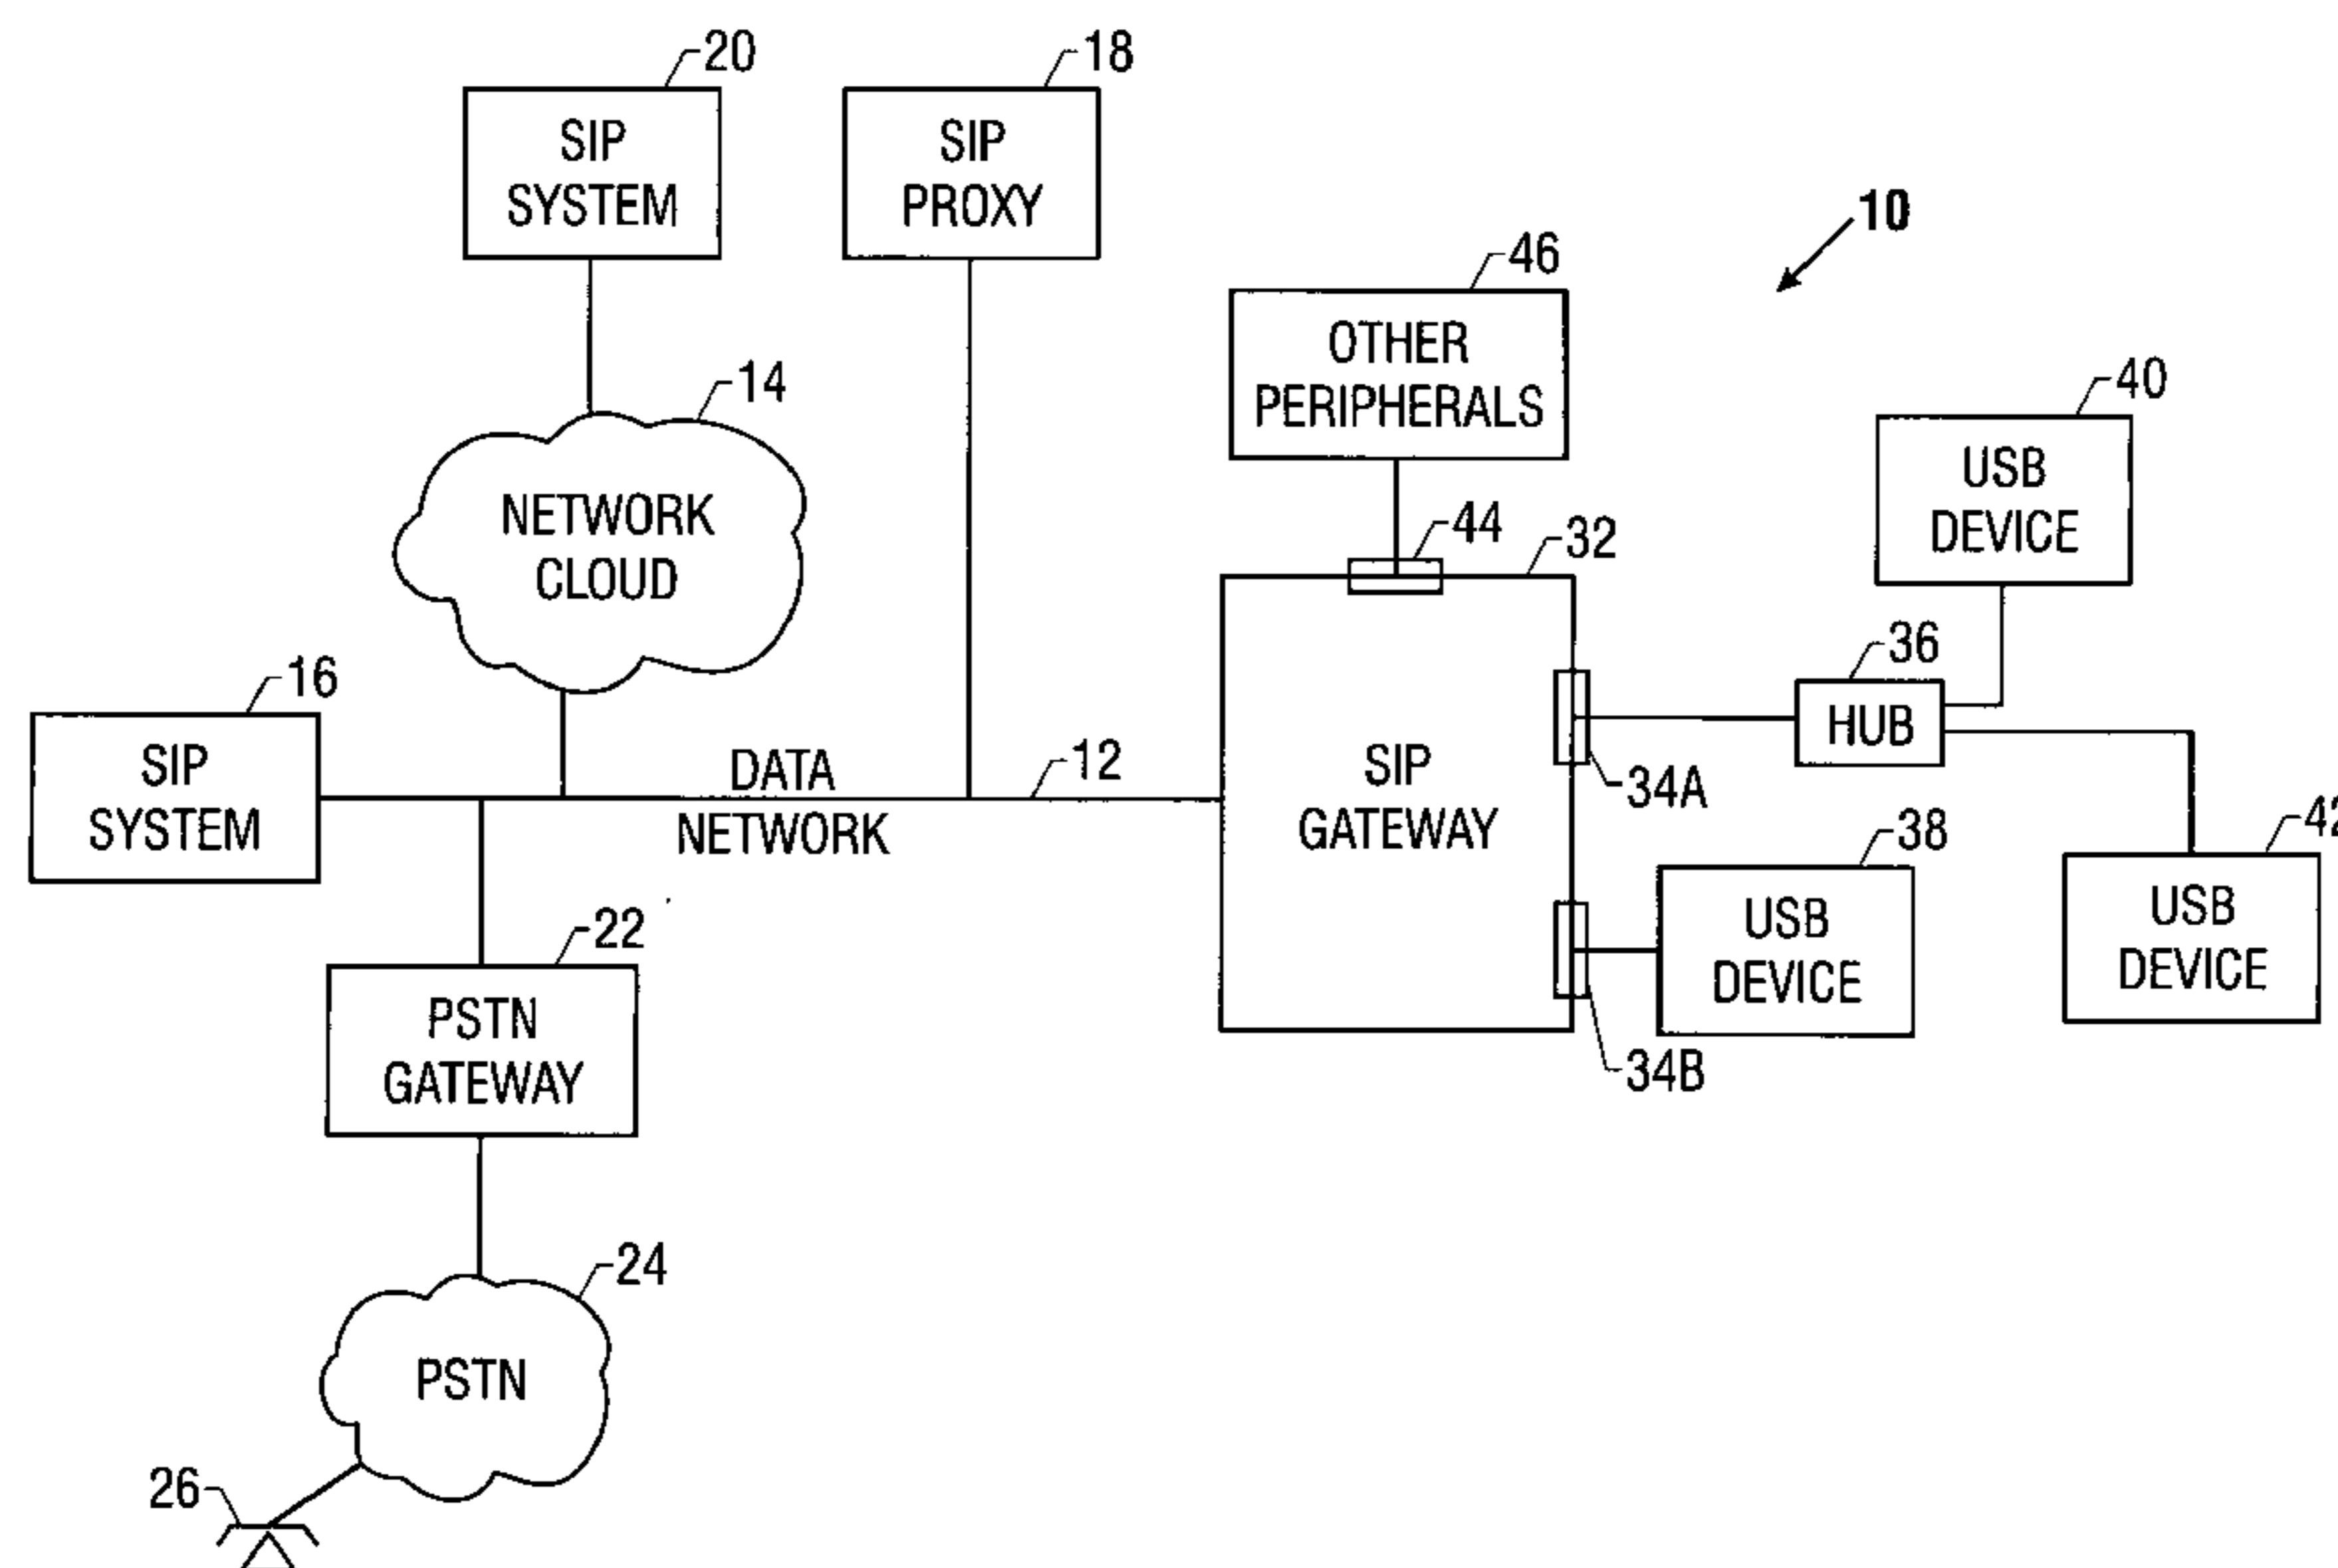 20
SIP
SYSTEM
18
SIP
PROXY
10
46
OTHER
PERIPHERALS
40
USB
DEVICE
14
NETWORK
CLOUD
44
32
36
HUB
16
SIP
SYSTEM
DATA
NETWORK
12
SIP
GATEWAY
34A
38
USB
DEVICE
42
USB
DEVICE
34B
22
PSTN
GATEWAY
24
PSTN
26